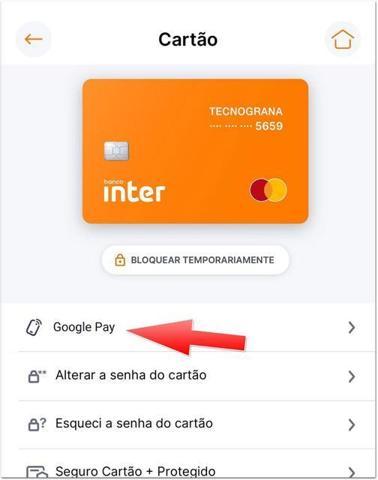 Cartão
TECNOGRANA
···· ···· ···· 5659
banco
inter
BLOQUEAR TEMPORARIAMENTE
Google Pay
** Alterar a senha do cartão
? Esqueci a senha do cartão
Seguro Cartão + Protegido